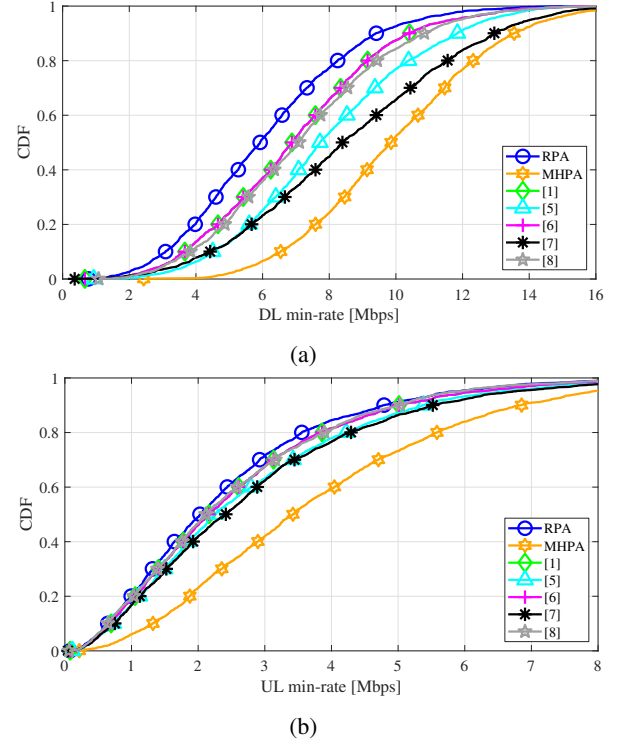 1
0.8
0.6
0.4
0.2
0
CDF
0 2 4 6 8 10 12 14 16
DL min-rate [Mbps]
RPA
MHPA
[1]
[5]
[6]
[7]
[8]
(a)
1
0.8
0.6
0.4
0.2
0
CDF
0 1 2 3 4 5 6 7 8
UL min-rate [Mbps]
RPA
MHPA
[1]
[5]
[6]
[7]
[8]
(b)